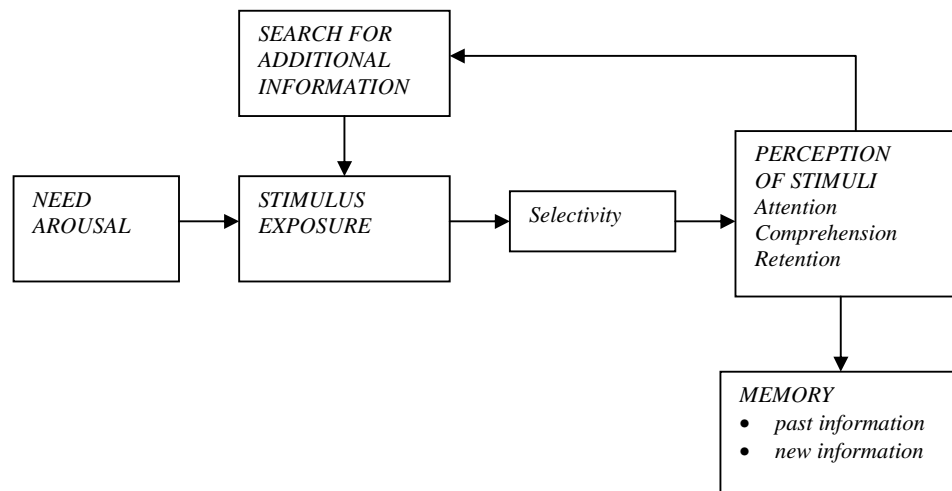 SEARCH FOR
ADDITIONAL
INFORMATION
NEED
AROUSAL
STIMULUS
EXPOSURE
Selectivity
PERCEPTION
OF STIMULI
Attention
Comprehension
Retention
MEMORY
• past information
• new information